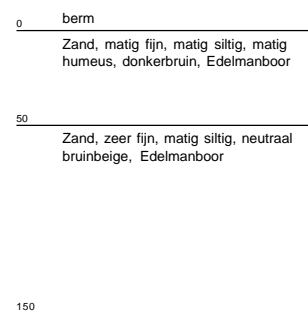 0 berm
Zand, matig fijn, matig siltig, matig
humeus, donkerbruin, Edelmanboor
50
Zand, zeer fijn, matig siltig, neutraal
bruinbeige, Edelmanboor
150